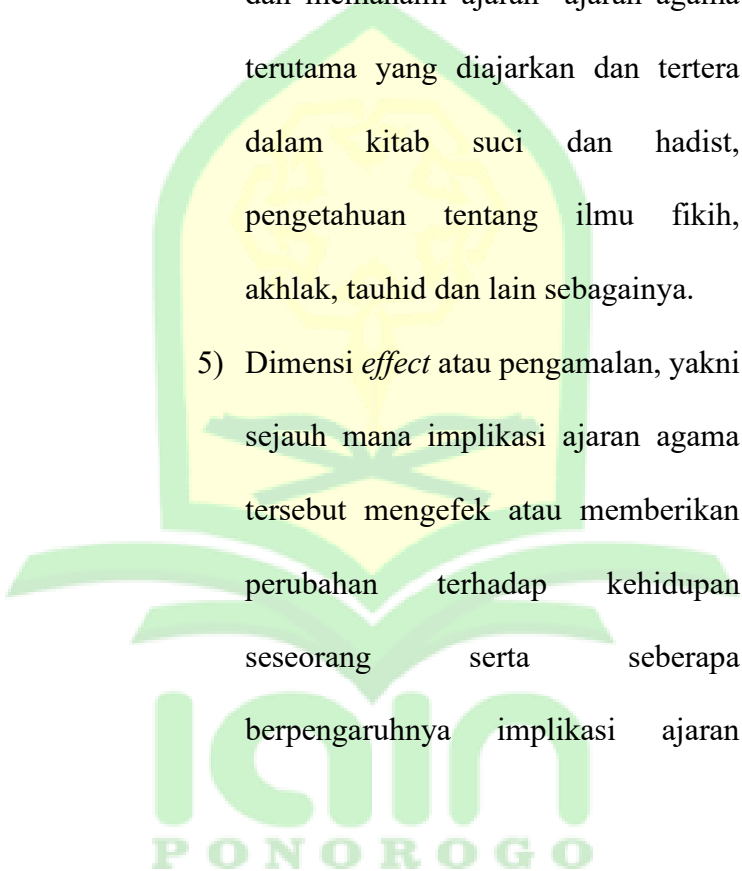 dan memahami ajaran- ajaran agama
terutama yang diajarkan dan tertera
dalam kitab suci dan hadist,
pengetahuan tentang ilmu fikih,
akhlak, tauhid dan lain sebagainya.
5) Dimensi effect atau pengamalan, yakni
sejauh mana implikasi ajaran agama
tersebut mengefek atau memberikan
perubahan terhadap kehidupan
seseorang serta seberapa
berpengaruhnya implikasi ajaran
iain
PONOROGO